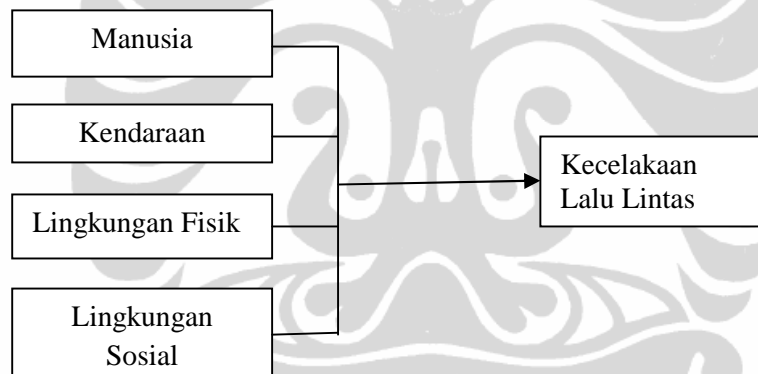 Manusia
Kendaraan
Lingkungan Fisik
Lingkungan
Sosial
Kecelakaan
Lalu Lintas